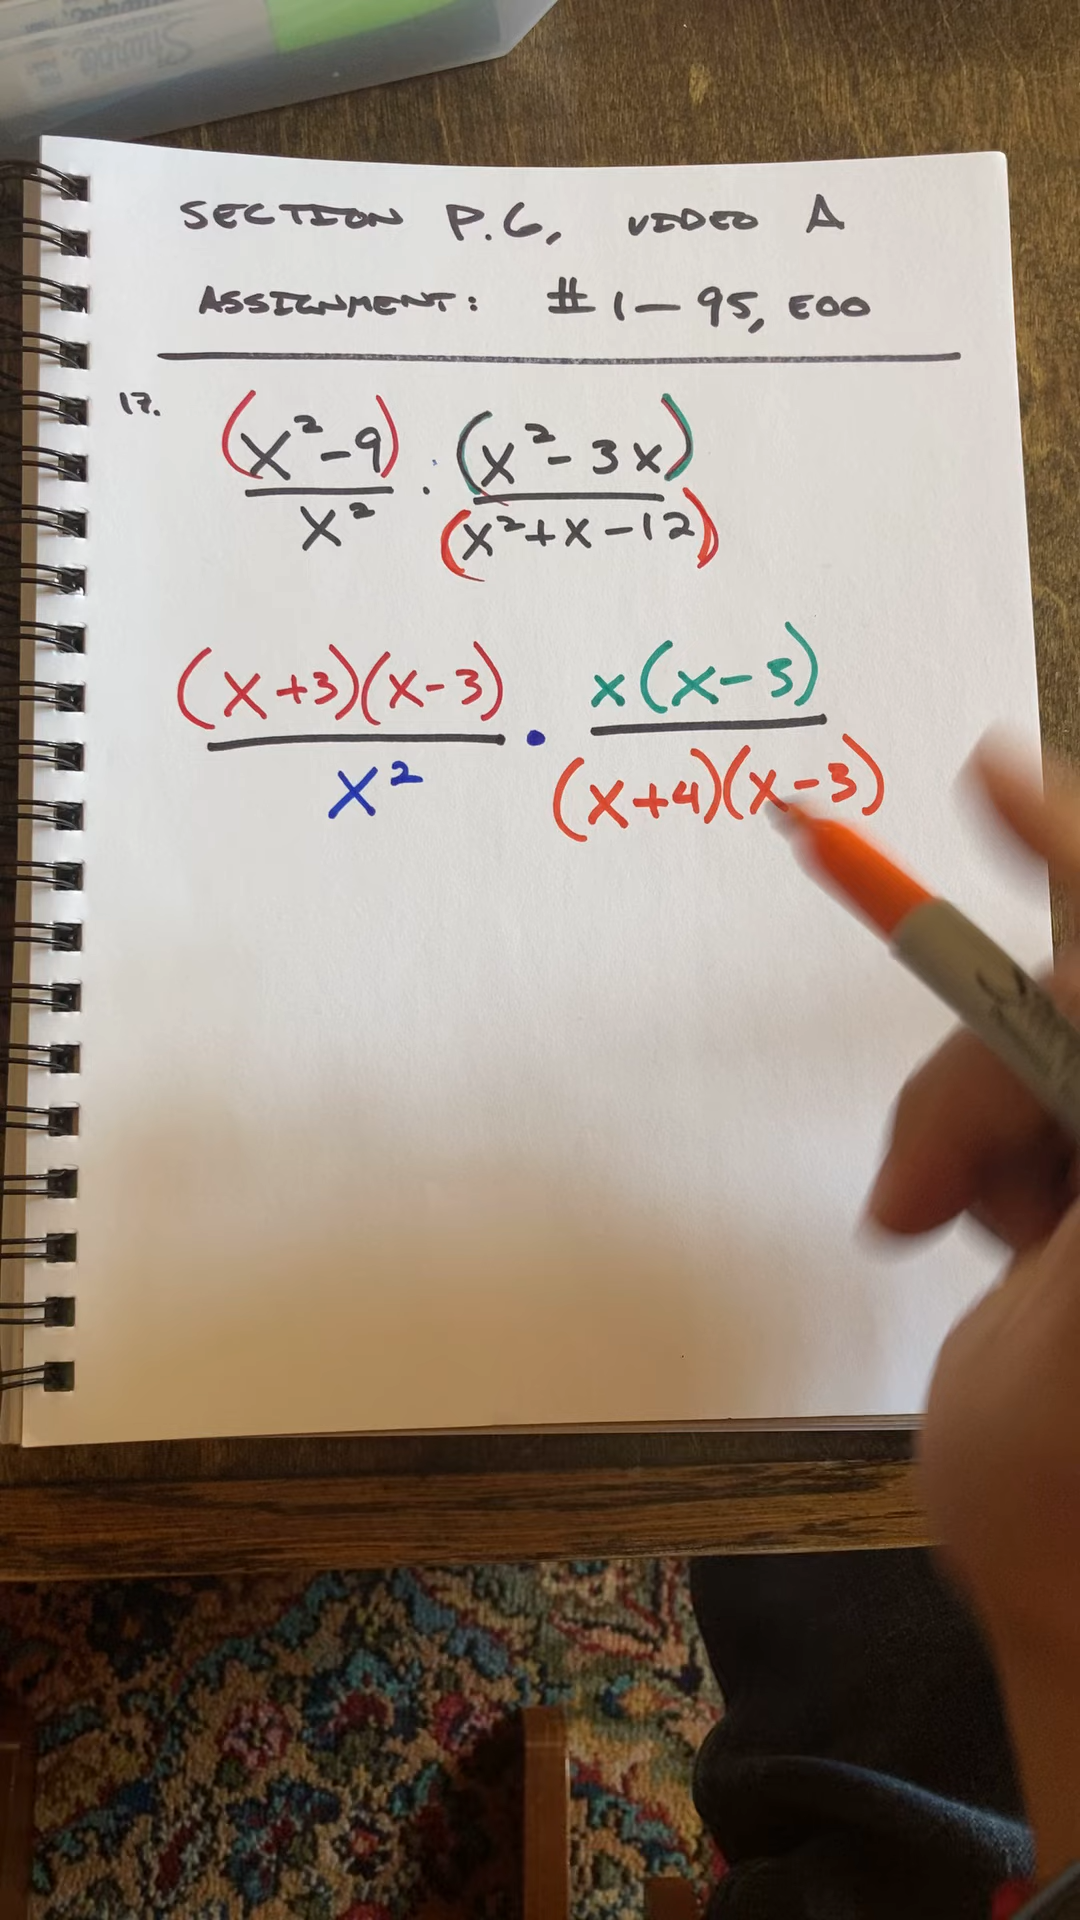 Sharpie
SECTION P.6, VIDEO A
ASSIGNMENT: # 1-95, EOO
17. (x²-9) / x² · (x²-3x) / (x²+x-12)
(x+3)(x-3) / x² · x(x-3) / (x+4)(x-3)